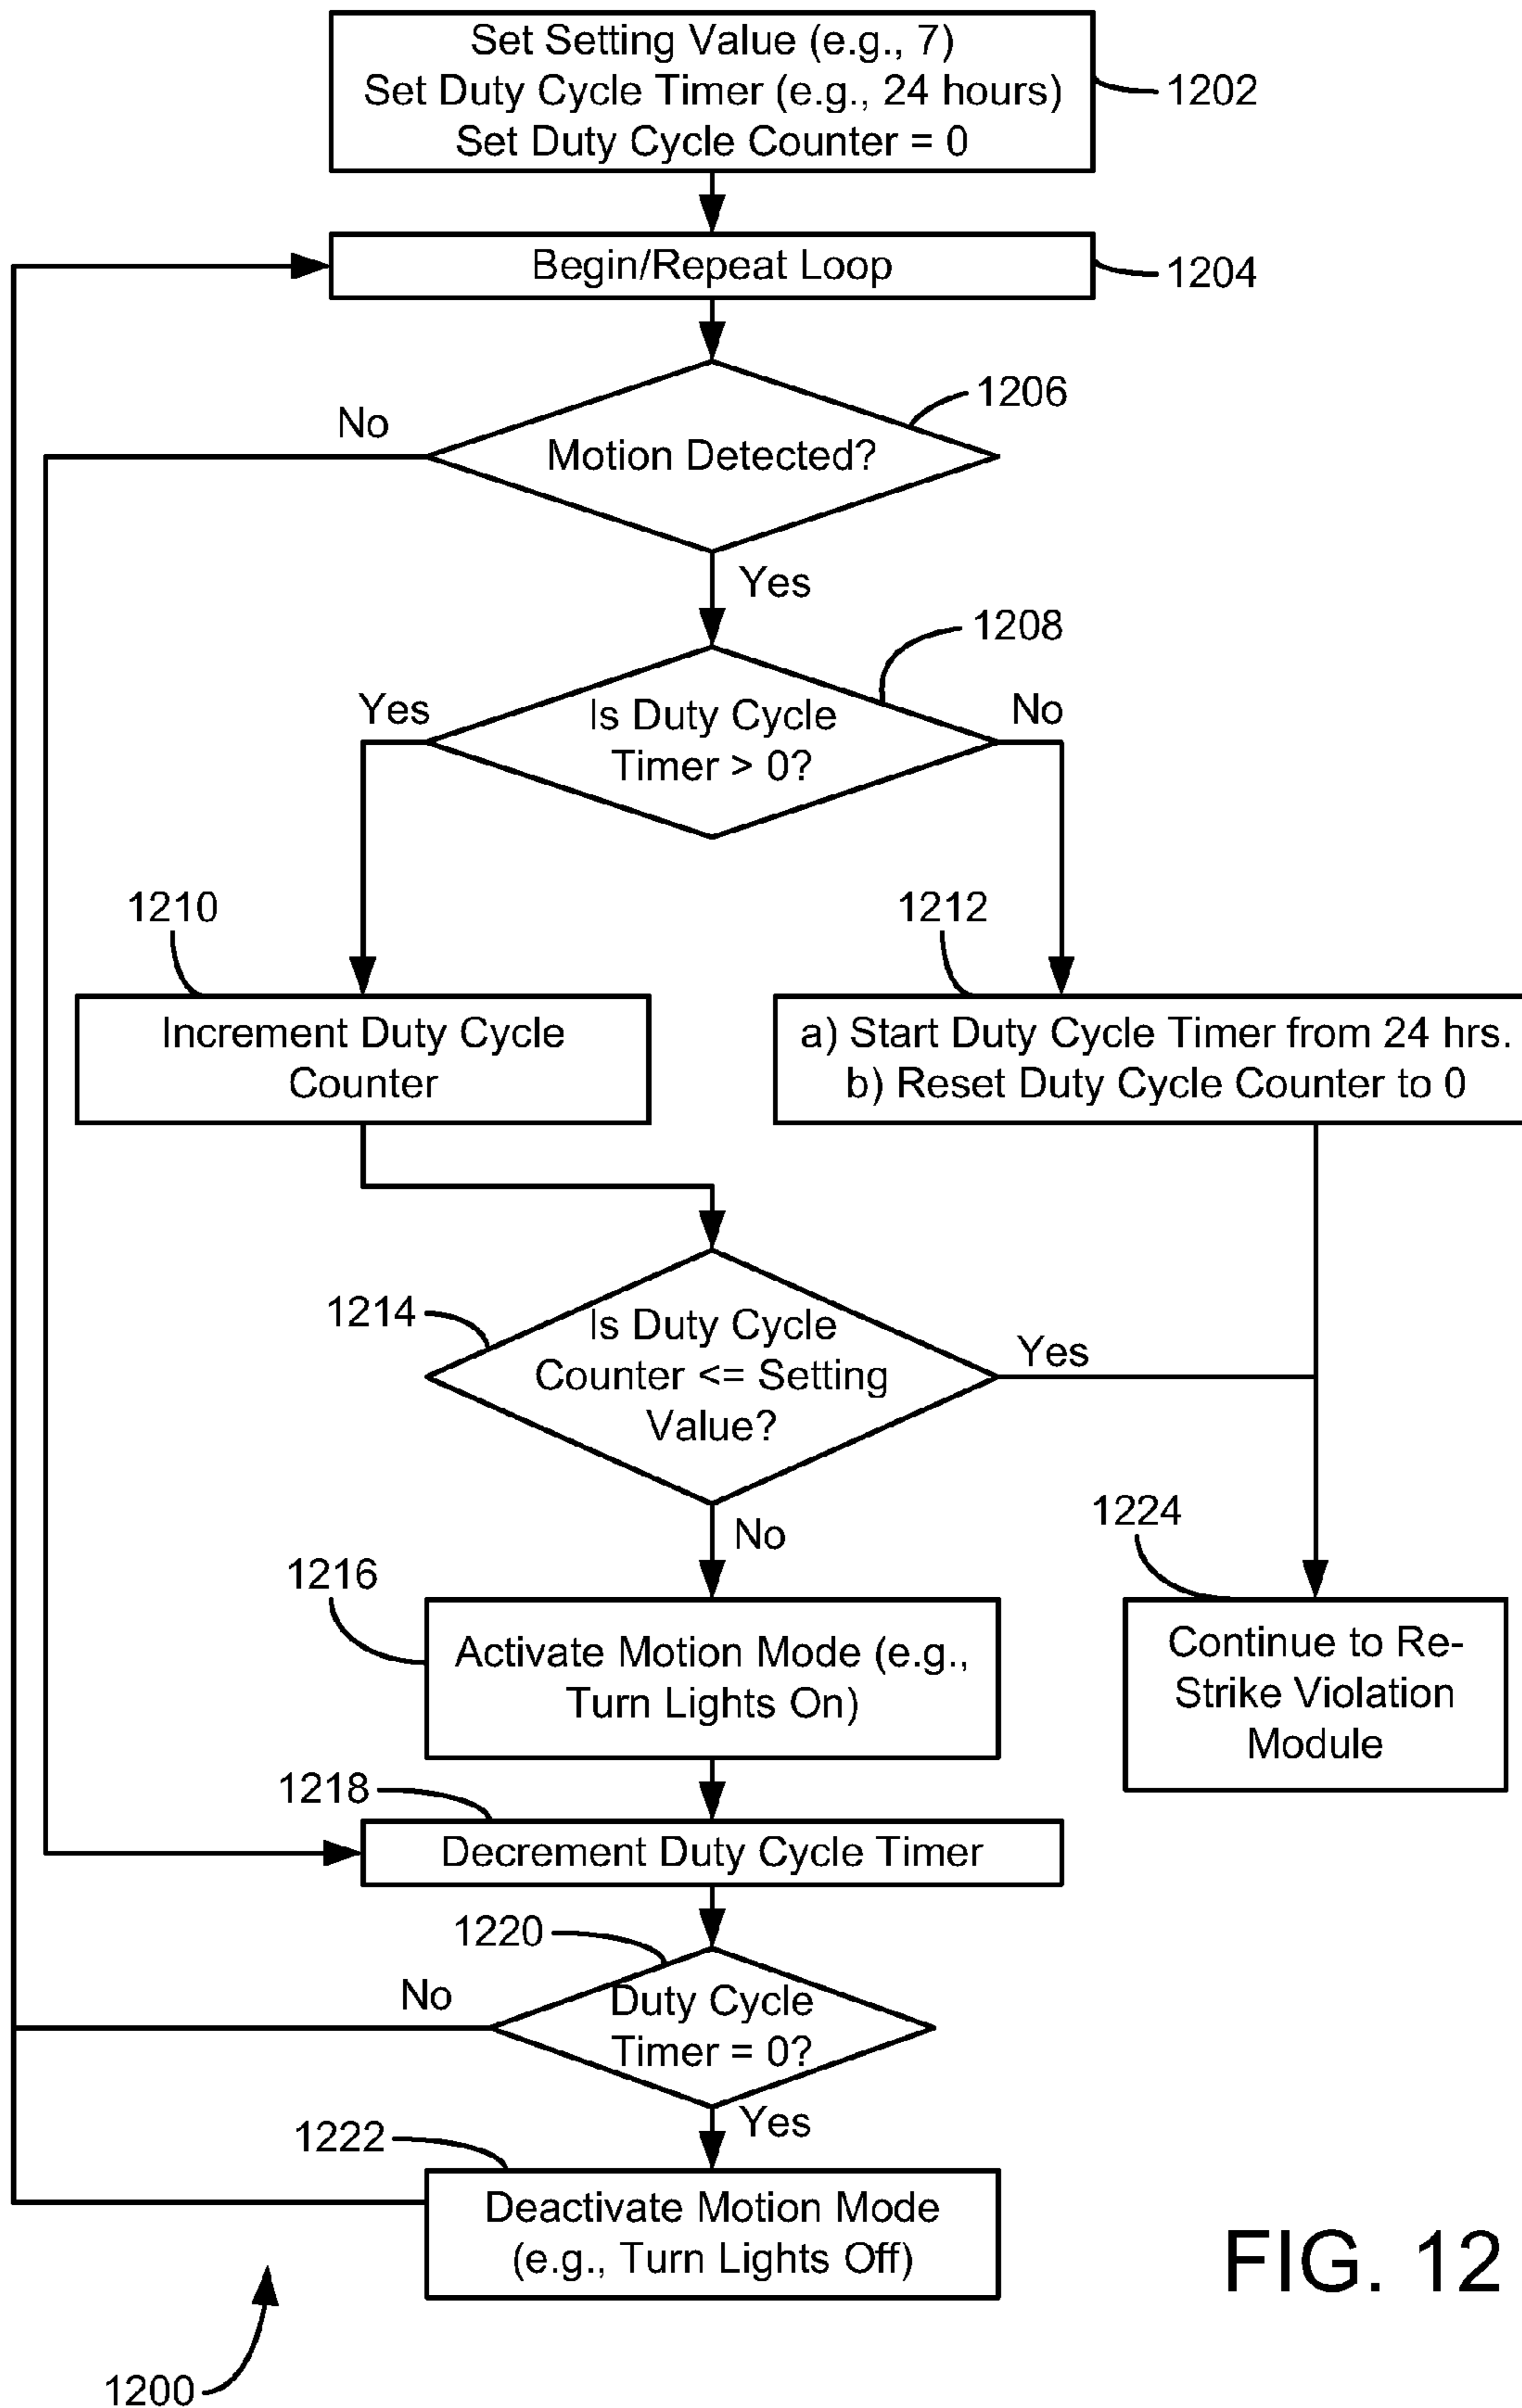 Set Setting Value (e.g., 7)
Set Duty Cycle Timer (e.g., 24 hours)
Set Duty Cycle Counter = 0
1202
Begin/Repeat Loop
1204
1206
No
Motion Detected?
Yes
1208
Yes
Is Duty Cycle
Timer > 0?
No
1210
1212
Increment Duty Cycle
Counter
a) Start Duty Cycle Timer from 24 hrs.
b) Reset Duty Cycle Counter to 0
1214
Is Duty Cycle
Counter <= Setting
Value?
Yes
No
1224
1216
Activate Motion Mode (e.g.,
Turn Lights On)
Continue to Re-
Strike Violation
Module
1218
Decrement Duty Cycle Timer
1220
No
Duty Cycle
Timer = 0?
Yes
1222
Deactivate Motion Mode
(e.g., Turn Lights Off)
FIG. 12
1200